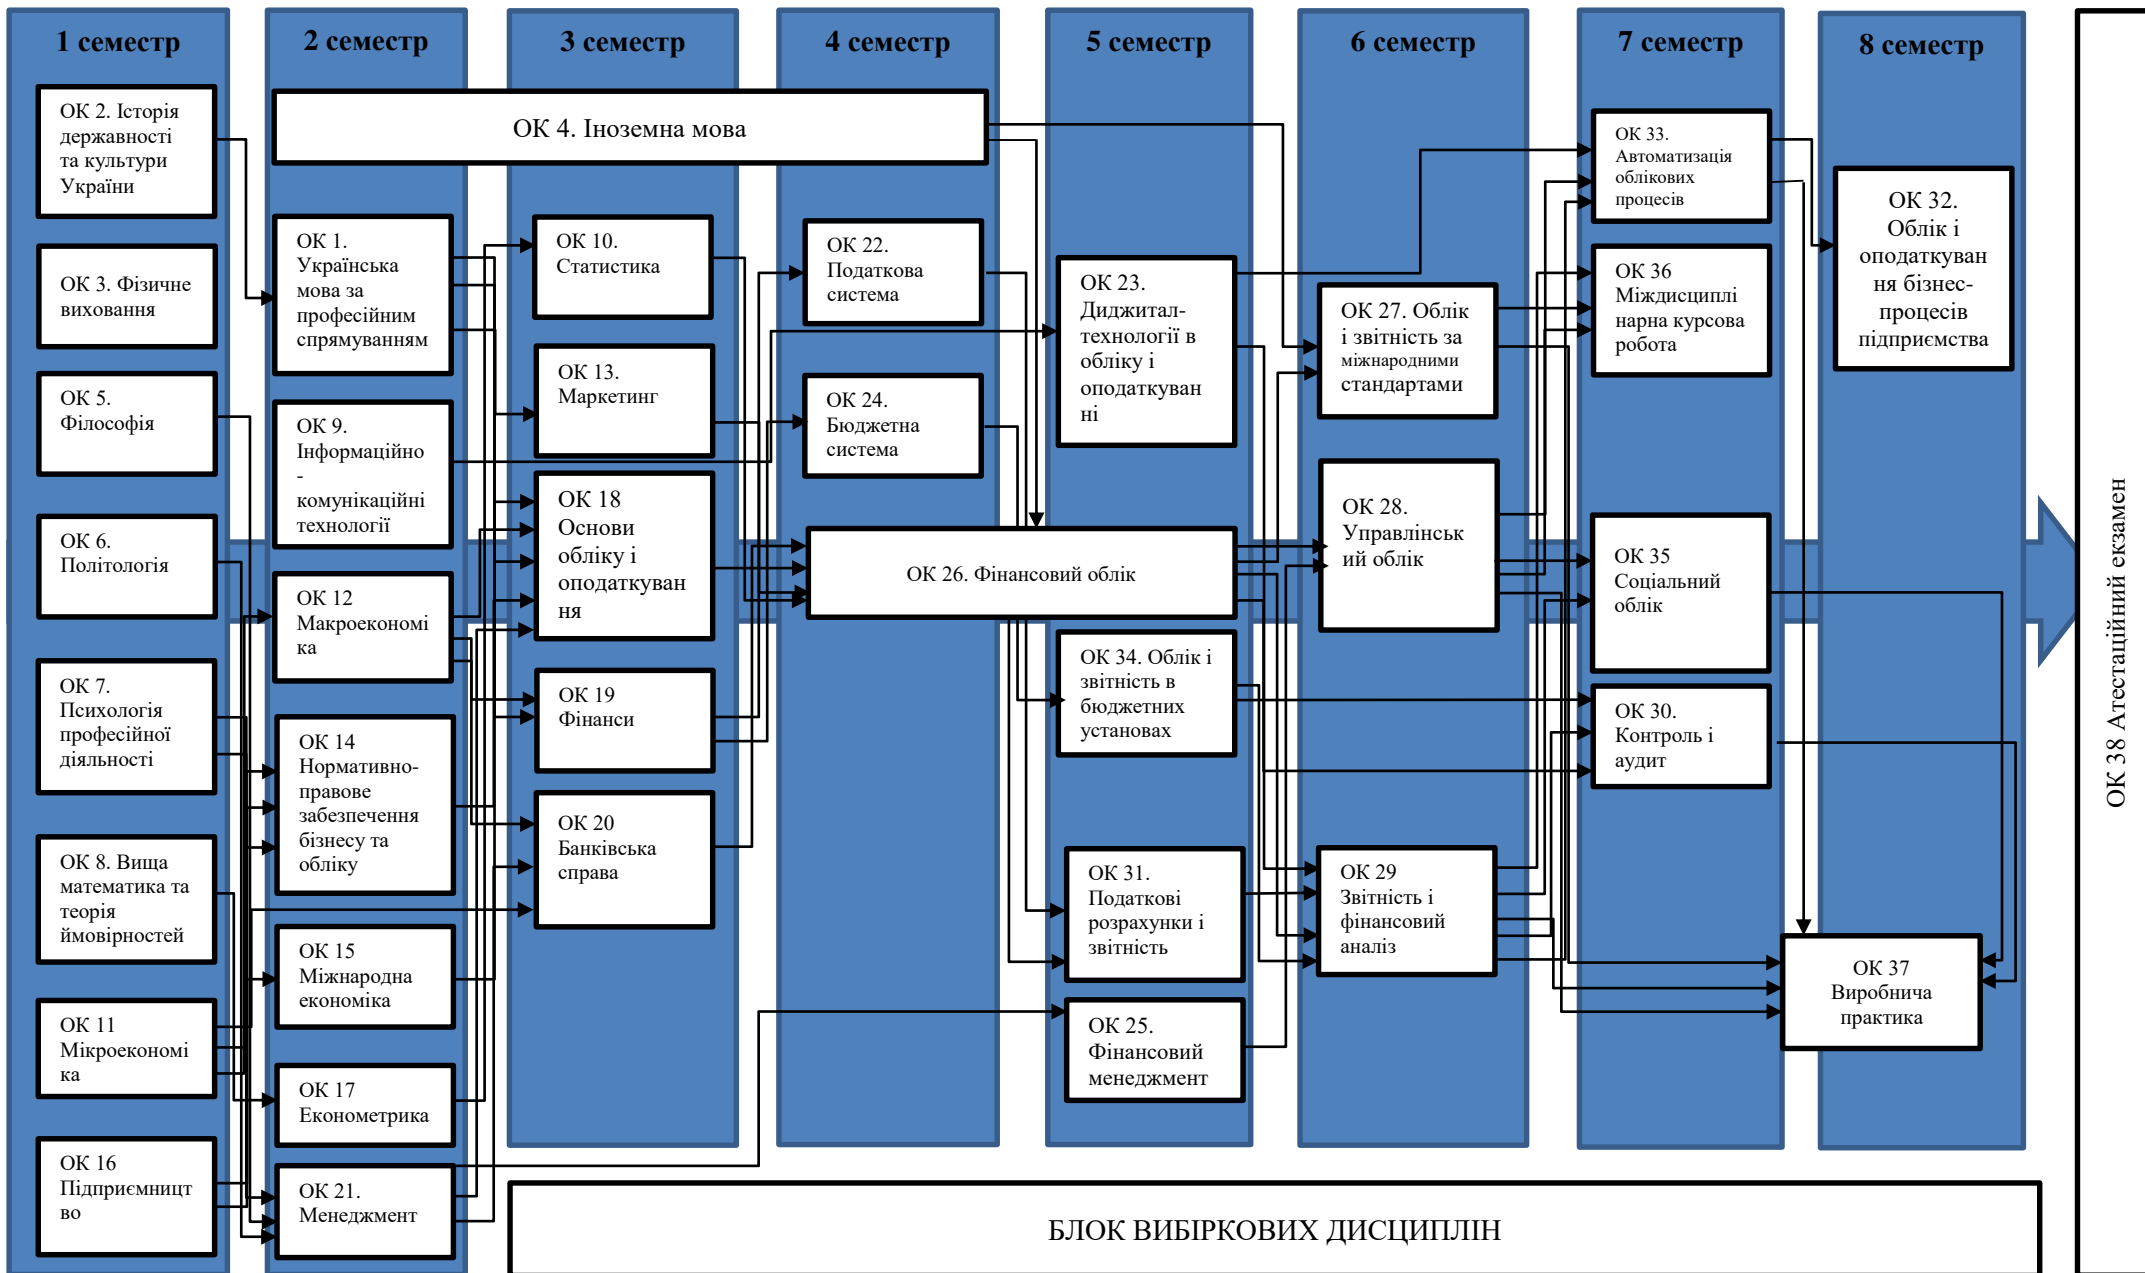 1 семестр
2 семестр
3 семестр
4 семестр
5 семестр
6 семестр
7 семестр
8 семестр
ОК 2. Історія
державності
та культури
України
ОК 3. Фізичне
виховання
ОК 5.
Філософія
ОК 6.
Політологія
ОК 7.
Психологія
професійної
діяльності
ОК 8. Вища
математика та
теорія
ймовірностей
ОК 11
Мікроекономі
ка
ОК 16
Підприємницт
во
ОК 4. Іноземна мова
ОК 1.
Українська
мова за
професійним
спрямуванням
ОК 9.
Інформаційно
-
комунікаційні
технології
ОК 12
Макроекономі
ка
ОК 14
Нормативно-
правове
забезпечення
бізнесу та
обліку
ОК 15
Міжнародна
економіка
ОК 17
Економетрика
ОК 21.
Менеджмент
ОК 10.
Статистика
ОК 13.
Маркетинг
ОК 18
Основи
обліку і
оподаткуван
ня
ОК 19
Фінанси
ОК 20
Банківська
справа
ОК 22.
Податкова
система
ОК 24.
Бюджетна
система
ОК 26. Фінансовий облік
ОК 23.
Диджитал-
технології в
обліку і
оподаткуван
ні
ОК 34. Облік і
звітність в
бюджетних
установах
ОК 31.
Податкові
розрахунки і
звітність
ОК 25.
Фінансовий
менеджмент
ОК 27. Облік
і звітність за
міжнародними
стандартами
ОК 28.
Управлінськ
ий облік
ОК 29
Звітність і
фінансовий
аналіз
ОК 33.
Автоматизація
облікових
процесів
ОК 36
Міждисциплі
нарна курсова
робота
ОК 35
Соціальний
облік
ОК 30.
Контроль і
аудит
ОК 32.
Облік і
оподаткуван
ня бізнес-
процесів
підприємства
ОК 37
Виробнича
практика
БЛОК ВИБІРКОВИХ ДИСЦИПЛІН
ОК 38 Атестаційний екзамен